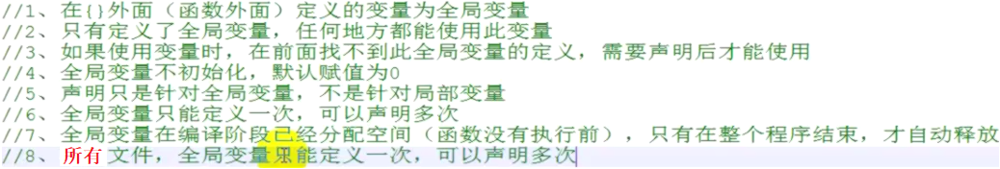 //1、在{}外面（函数外面）定义的变量为全局变量
//2、只有定义了全局变量，任何地方都能使用此变量
//3、如果使用变量时，在前面找不到此全局变量的定义，需要声明后才能使用
//4、全局变量不初始化，默认赋值为0
//5、声明只是针对全局变量，不是针对局部变量
//6、全局变量只能定义一次，可以声明多次
//7、全局变量在编译阶段已经分配空间（函数没有执行前），只有在整个程序结束，才自动释放
//8、所有文件，全局变量只能定义一次，可以声明多次